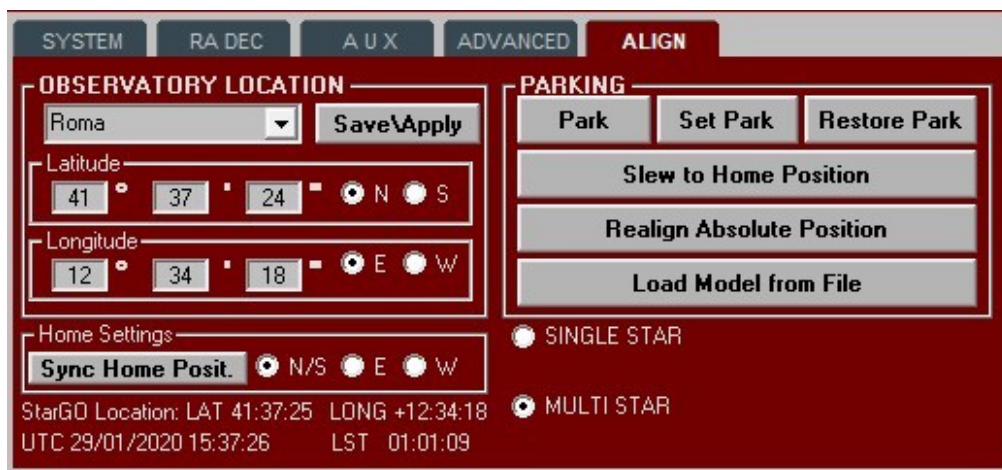 SYSTEM RA DEC A U X ADVANCED ALIGN
OBSERVATORY LOCATION
Roma Save\Apply
Latitude
41 ° 37 ' 24 " N S
Longitude
12 ° 34 ' 18 " E W
Home Settings
Sync Home Posit. N/S E W
StarGO Location: LAT 41:37:25 LONG +12:34:18
UTC 29/01/2020 15:37:26 LST 01:01:09
PARKING
Park Set Park Restore Park
Slew to Home Position
Realign Absolute Position
Load Model from File
SINGLE STAR
MULTI STAR